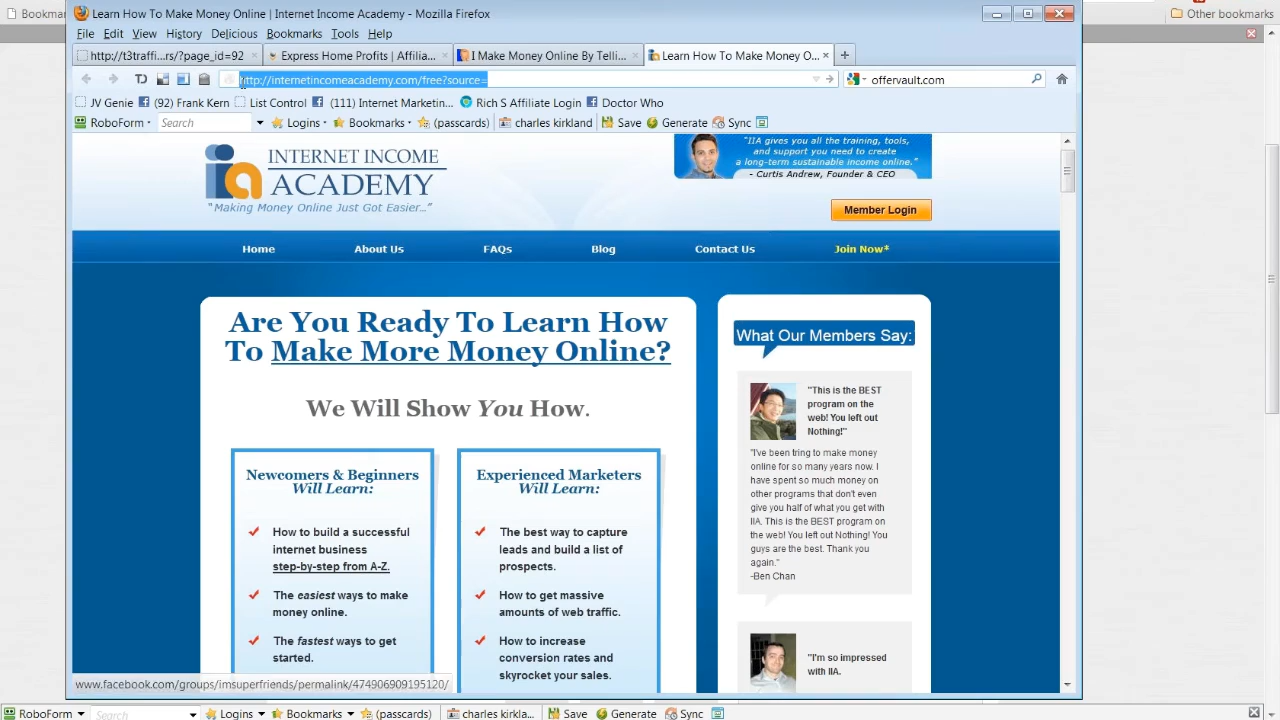 Bookmar
Learn How To Make Money Online | Internet Income Academy - Mozilla Firefox
Other bookmarks
File Edit View History Delicious Bookmarks Tools Help
http://t3traffi...rs/?page_id=92
Express Home Profits | Affilia...
I Make Money Online By Telli...
Learn How To Make Money O...
http://internetincomeacademy.com/free?source=
offervault.com
JV Genie (92) Frank Kern List Control (111) Internet Marketin... Rich S Affiliate Login Doctor Who
RoboForm Search Logins Bookmarks (passcards) charles kirkland Save Generate Sync
ia INTERNET INCOME
ACADEMY
"Making Money Online Just Got Easier..."
"IIA gives you all the training, tools,
and support you need to create
a long-term sustainable income online."
- Curtis Andrew, Founder & CEO
Member Login
Home About Us FAQs Blog Contact Us Join Now*
Are You Ready To Learn How
To Make More Money Online?
We Will Show You How.
Newcomers & Beginners
Will Learn:
How to build a successful
internet business
step-by-step from A-Z.
The easiest ways to make
money online.
The fastest ways to get
started.
Experienced Marketers
Will Learn:
The best way to capture
leads and build a list of
prospects.
How to get massive
amounts of web traffic.
How to increase
conversion rates and
skyrocket your sales.
What Our Members Say:
"This is the BEST
program on the
web! You left out
Nothing!"
"I've been tring to make money
online for so many years now. I
have spent so much money on
other programs that don't even
give you half of what you get with
IIA. This is the BEST program on
the web! You left out Nothing! You
guys are the best. Thank you
again."
-Ben Chan
"I'm so impressed
with IIA.
www.facebook.com/groups/imsuperfriends/permalink/474906909195120/
RoboForm Search Logins Bookmarks (passcards) charles kirkla... Save Generate Sync